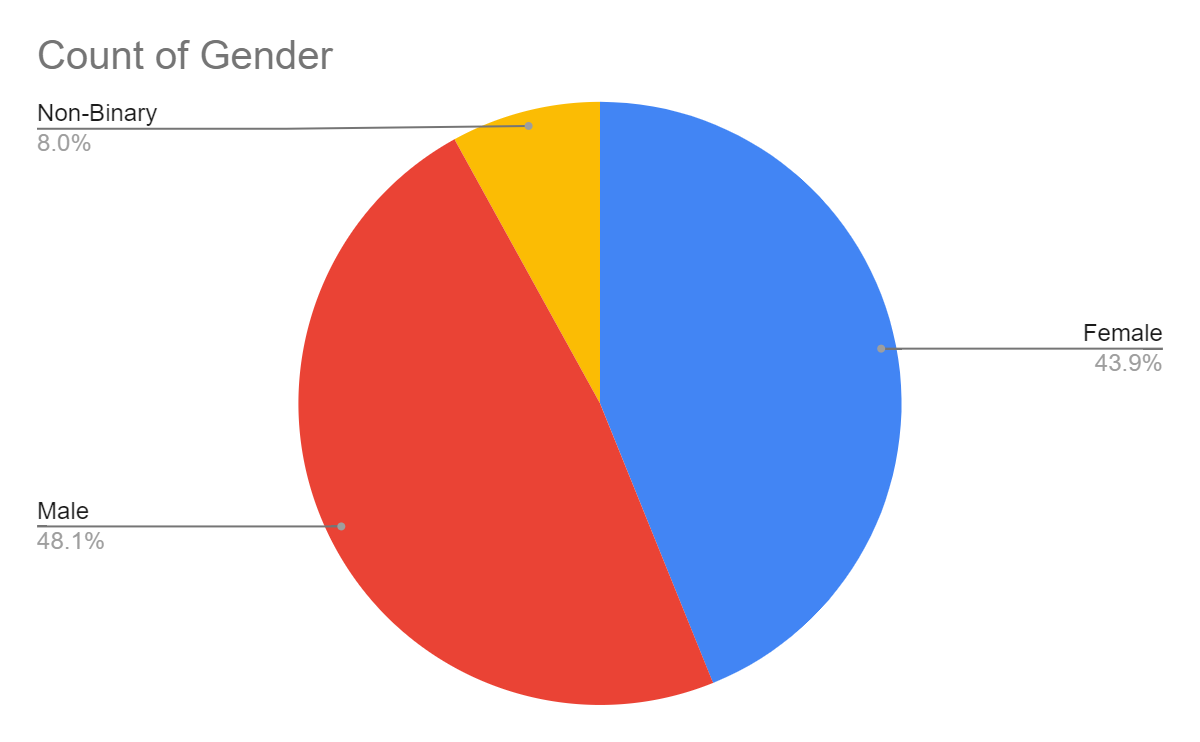 Count of Gender
Non-Binary
8.0%
Female
43.9%
Male
48.1%